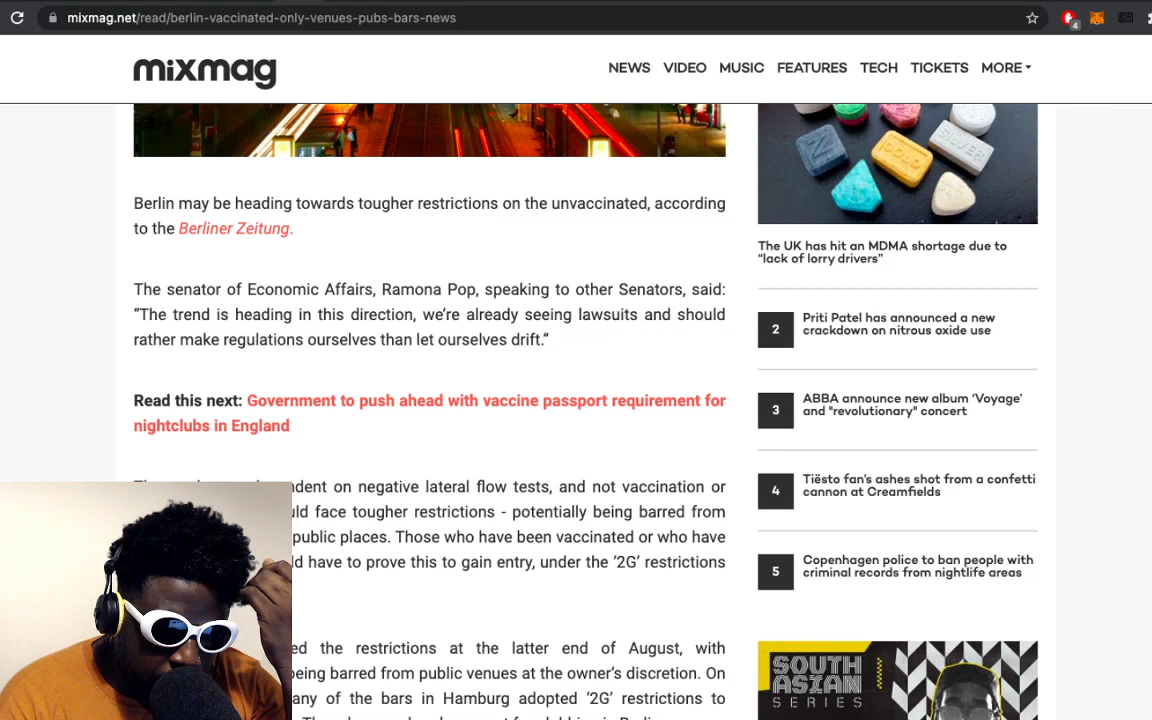 mixmag.net/read/berlin-vaccinated-only-venues-pubs-bars-news
4
mixmag
NEWS VIDEO MUSIC FEATURES TECH TICKETS MORE
Z
GOLD
SILVER
Berlin may be heading towards tougher restrictions on the unvaccinated, according
to the Berliner Zeitung.
The senator of Economic Affairs, Ramona Pop, speaking to other Senators, said:
“The trend is heading in this direction, we’re already seeing lawsuits and should
rather make regulations ourselves than let ourselves drift.”
Read this next: Government to push ahead with vaccine passport requirement for
nightclubs in England
on negative lateral flow tests, and not vaccination or
face tougher restrictions - potentially being barred from
public places. Those who have been vaccinated or who have
have to prove this to gain entry, under the ‘2G’ restrictions
the restrictions at the latter end of August, with
being barred from public venues at the owner’s discretion. On
of the bars in Hamburg adopted ‘2G’ restrictions to
The UK has hit an MDMA shortage due to
“lack of lorry drivers”
2
Priti Patel has announced a new
crackdown on nitrous oxide use
3
ABBA announce new album ‘Voyage’
and "revolutionary" concert
4
Tiësto fan’s ashes shot from a confetti
cannon at Creamfields
5
Copenhagen police to ban people with
criminal records from nightlife areas
SOUTH
ASIAN
SERIES